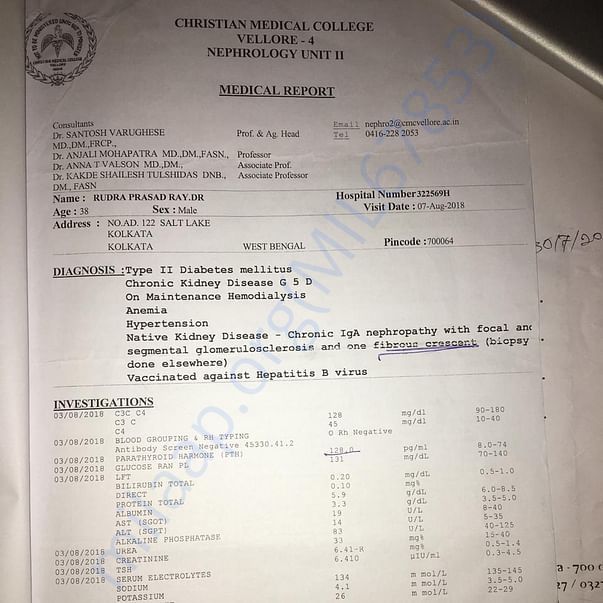 CHRISTIAN MEDICAL COLLEGE
VELLORE - 4
NEPHROLOGY UNIT II
MEDICAL REPORT
Consultants
Dr. SANTOSH VARUGHESE Prof. & Ag. Head
MD.,DM.,FRCP.,
Dr. ANJALI MOHAPATRA MD.,DM.,FASN., Professor
Dr. ANNA T VALSON MD.,DM., Associate Prof.
Dr. KAKDE SHAILESH TULSHIDAS DNB., Associate Professor
DM., FASN
Email nephro2@cmcvellore.ac.in
Tel 0416-228 2053
Name : RUDRA PRASAD RAY.DR Hospital Number 322569H
Age : 38 Sex : Male Visit Date : 07-Aug-2018
Address : NO.AD. 122 SALT LAKE
KOLKATA
KOLKATA WEST BENGAL Pincode : 700064
30/7/20
DIAGNOSIS :Type II Diabetes mellitus
Chronic Kidney Disease G 5 D
On Maintenance Hemodialysis
Anemia
Hypertension
Native Kidney Disease - Chronic IgA nephropathy with focal and
segmental glomerulosclerosis and one fibrous crescent (biopsy
done elsewhere)
Vaccinated against Hepatitis B virus
INVESTIGATIONS
03/08/2018 C3C C4
C3 C 128 mg/dl 90-180
C4 45 mg/dl 10-40
03/08/2018 BLOOD GROUPING & RH TYPING O Rh Negative
Antibody Screen Negative 45330.41.2
03/08/2018 PARATHYROID HARMONE (PTH) 128.0 pg/ml 8.0-74
03/08/2018 GLUCOSE RAN PL 131 mg/dL 70-140
03/08/2018 LFT
BILIRUBIN TOTAL 0.20 mg/dL 0.5-1.0
DIRECT 0.10 mg%
PROTEIN TOTAL 5.9 g/dL 6.0-8.5
ALBUMIN 3.3 g/dL 3.5-5.0
AST (SGOT) 19 U/L 8-40
ALT (SGPT) 14 U/L 5-35
ALKALINE PHOSPHATASE 83 U/L 40-125
03/08/2018 UREA 33 mg% 15-40
03/08/2018 CREATININE 6.41-R mg% 0.5-1.4
03/08/2018 TSH 6.410 µIU/ml 0.3-4.5
03/08/2018 SERUM ELECTROLYTES
SODIUM 134 m mol/L 135-145
POTASSIUM 4.1 m mol/L 3.5-5.0
26 m mol/L 22-29
a - 700 0